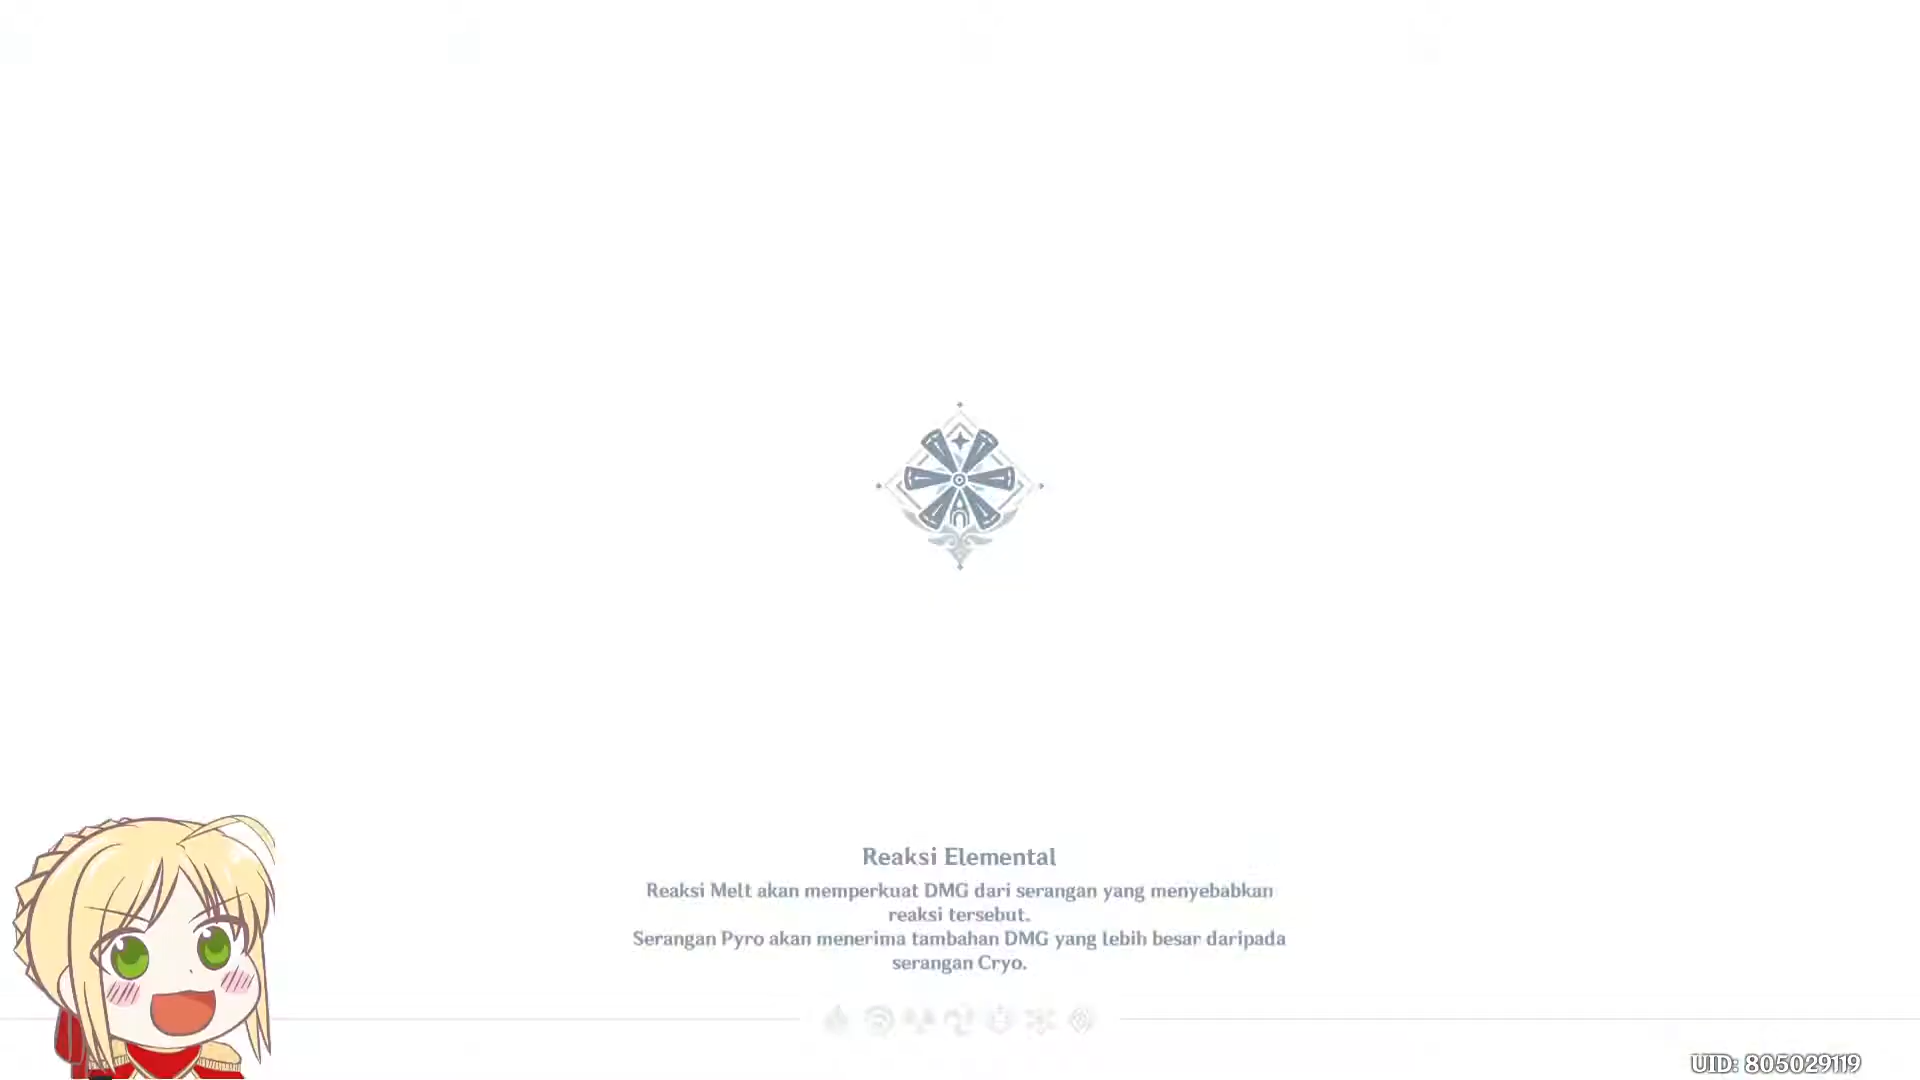 Reaksi Elemental
Reaksi Melt akan memperkuat DMG dari serangan yang menyebabkan
reaksi tersebut.
Serangan Pyro akan menerima tambahan DMG yang lebih besar daripada
serangan Cryo.
UID: 805029119